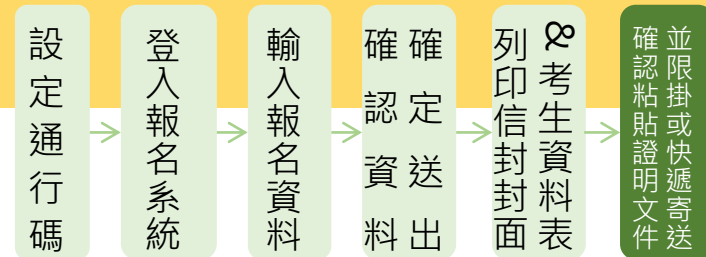 設定通行碼
登入報名系統
輸入報名資料
確認資料
確定送出
列印信封封面
&考生資料表
確認粘貼證明文件
並限掛或快遞寄送